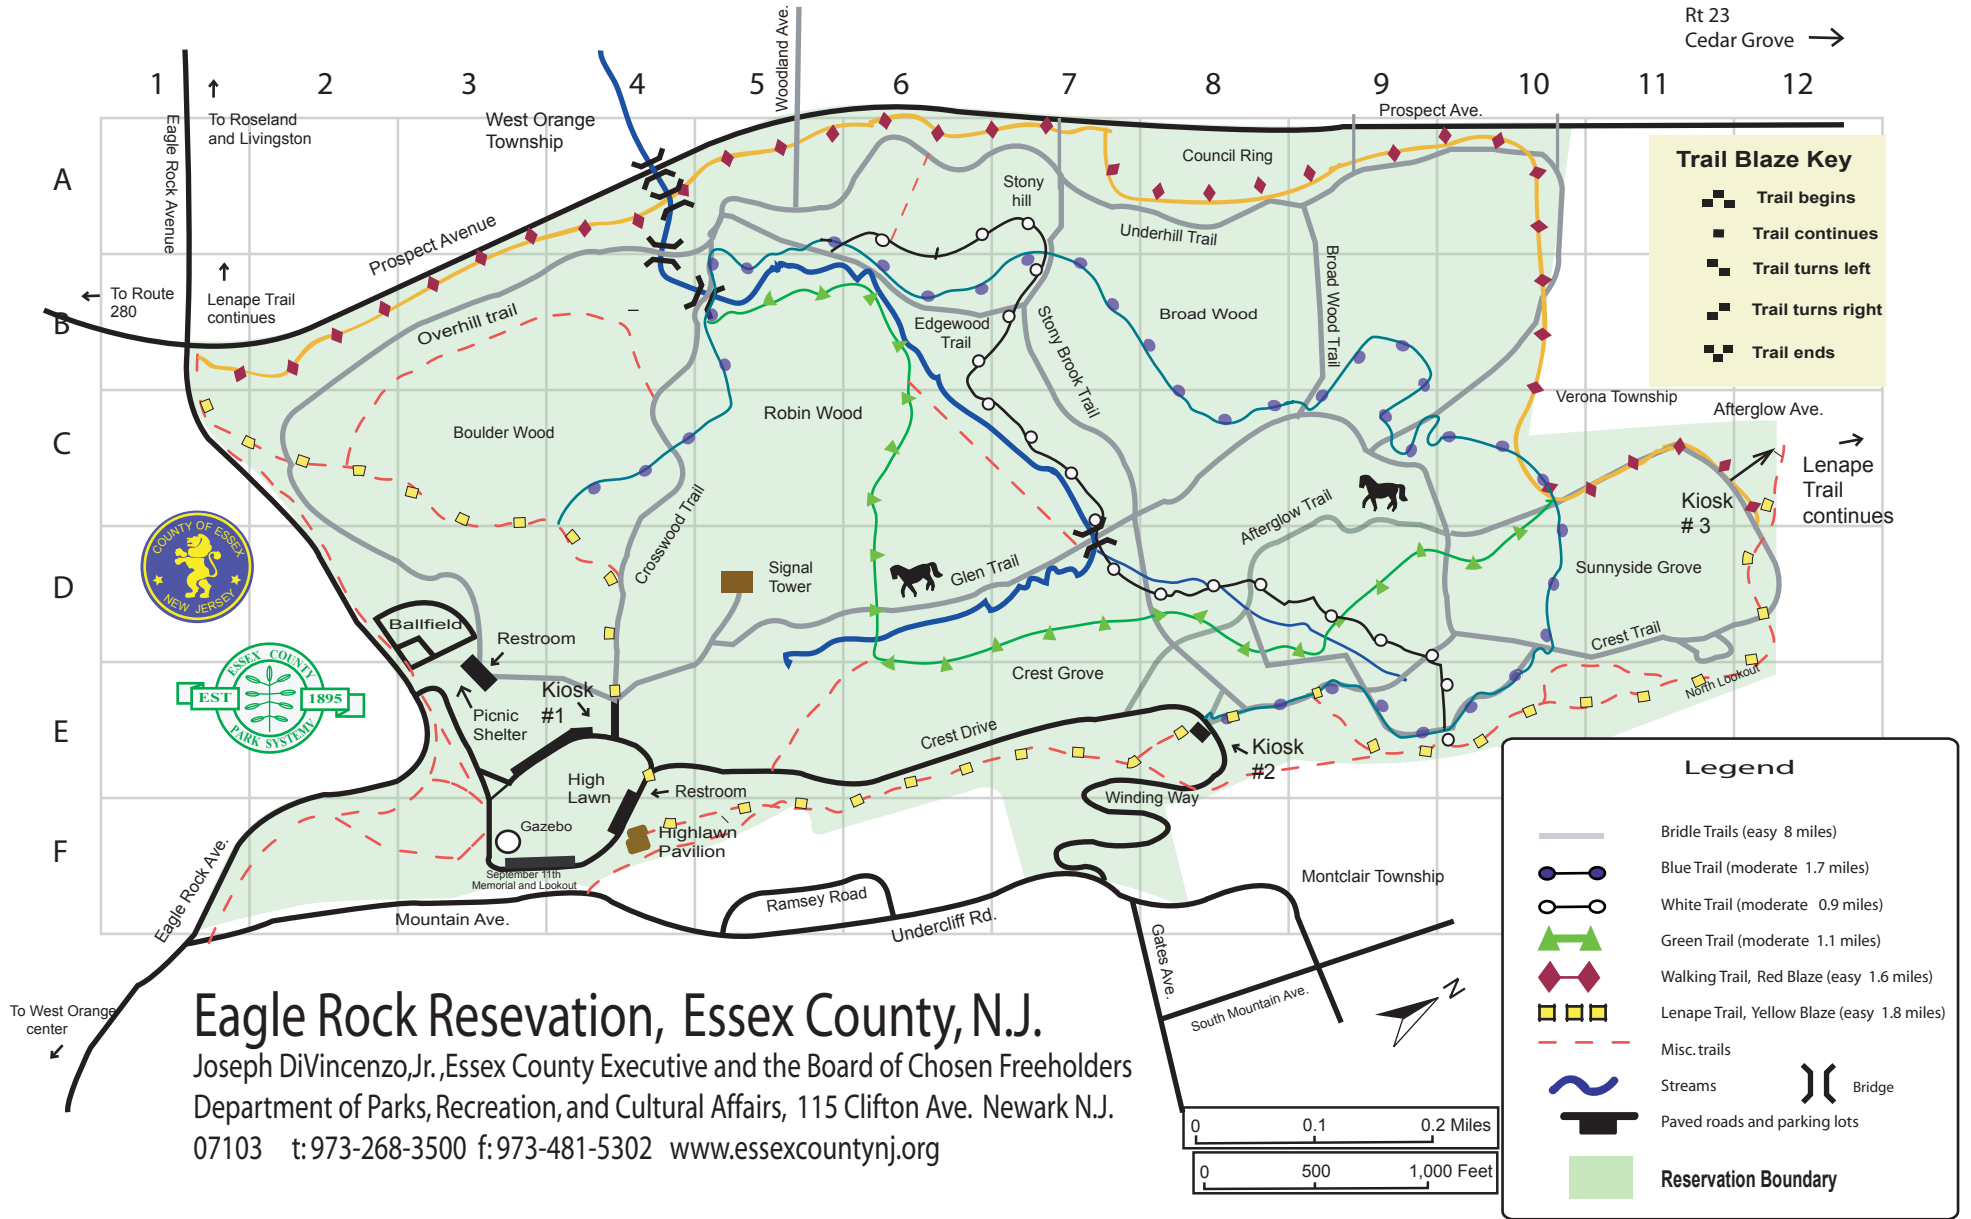 Rt 23
Cedar Grove
1
2
3
4
5
6
7
8
9
10
11
12
A
B
C
D
E
F
To Roseland
and Livingston
Eagle Rock Avenue
West Orange
Township
Woodland Ave.
Prospect Ave.
Council Ring
Stony
hill
Underhill Trail
Prospect Avenue
To Route
280
Lenape Trail
continues
Overhill trail
Edgewood
Trail
Stony Brook Trail
Broad Wood
Broad Wood Trail
Trail Blaze Key
Trail begins
Trail continues
Trail turns left
Trail turns right
Trail ends
Verona Township
Afterglow Ave.
Lenape
Trail
continues
Kiosk
# 3
Boulder Wood
Robin Wood
Crosswood Trail
Afterglow Trail
COUNTY OF ESSEX
NEW JERSEY
Signal
Tower
Glen Trail
Sunnyside Grove
Crest Trail
Ballfield
Restroom
ESSEX COUNTY
EST
1895
PARK SYSTEM
Kiosk
#1
Picnic
Shelter
Crest Grove
North Lookout
Crest Drive
Kiosk
#2
High
Lawn
Restroom
Winding Way
Gazebo
Highlawn
Pavilion
September 11th
Memorial and Lookout
Eagle Rock Ave.
Mountain Ave.
Ramsey Road
Undercliff Rd.
Montclair Township
Gates Ave.
South Mountain Ave.
N
To West Orange
center
Legend
Bridle Trails (easy 8 miles)
Blue Trail (moderate 1.7 miles)
White Trail (moderate 0.9 miles)
Green Trail (moderate 1.1 miles)
Walking Trail, Red Blaze (easy 1.6 miles)
Lenape Trail, Yellow Blaze (easy 1.8 miles)
Misc. trails
Streams
Bridge
Paved roads and parking lots
Reservation Boundary
Eagle Rock Resevation, Essex County, N.J.
Joseph DiVincenzo, Jr. , Essex County Executive and the Board of Chosen Freeholders
Department of Parks, Recreation, and Cultural Affairs, 115 Clifton Ave. Newark N.J.
07103 t: 973-268-3500 f: 973-481-5302 www.essexcountynj.org
0 0.1 0.2 Miles
0 500 1,000 Feet